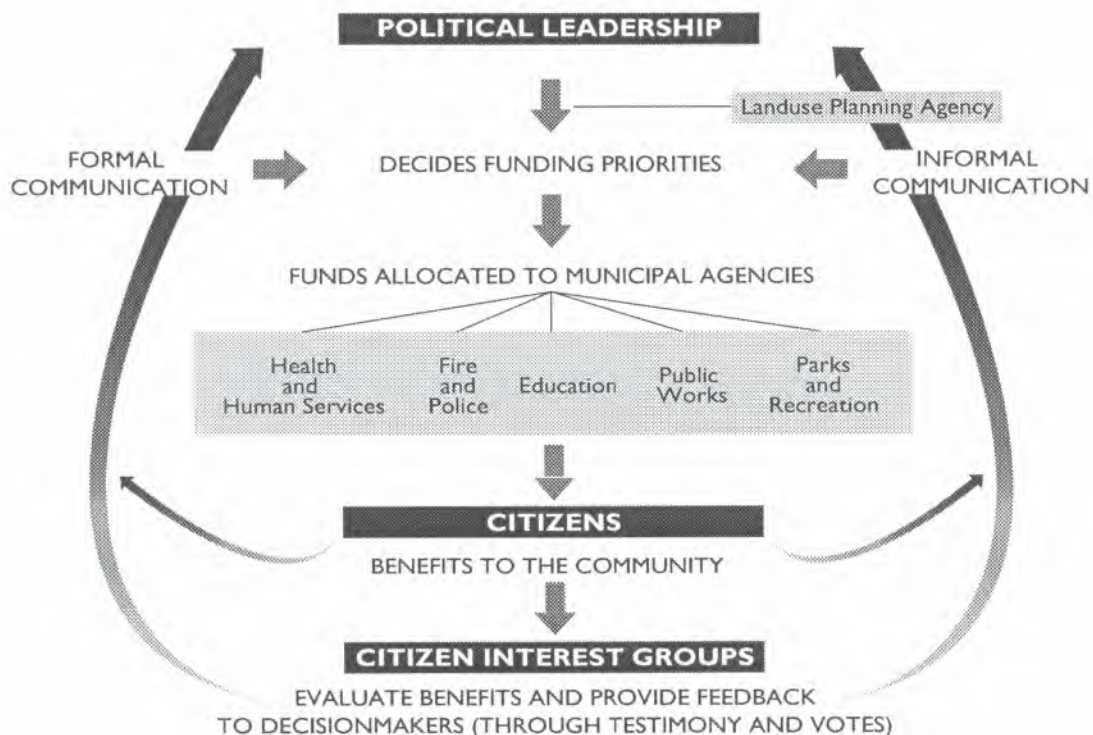 POLITICAL LEADERSHIP
Landuse Planning Agency
FORMAL
COMMUNICATION
DECIDES FUNDING PRIORITIES
INFORMAL
COMMUNICATION
FUNDS ALLOCATED TO MUNICIPAL AGENCIES
Health
and
Human Services
Fire
and
Police
Education
Public
Works
Parks
and
Recreation
CITIZENS
BENEFITS TO THE COMMUNITY
CITIZEN INTEREST GROUPS
EVALUATE BENEFITS AND PROVIDE FEEDBACK
TO DECISIONMAKERS (THROUGH TESTIMONY AND VOTES)